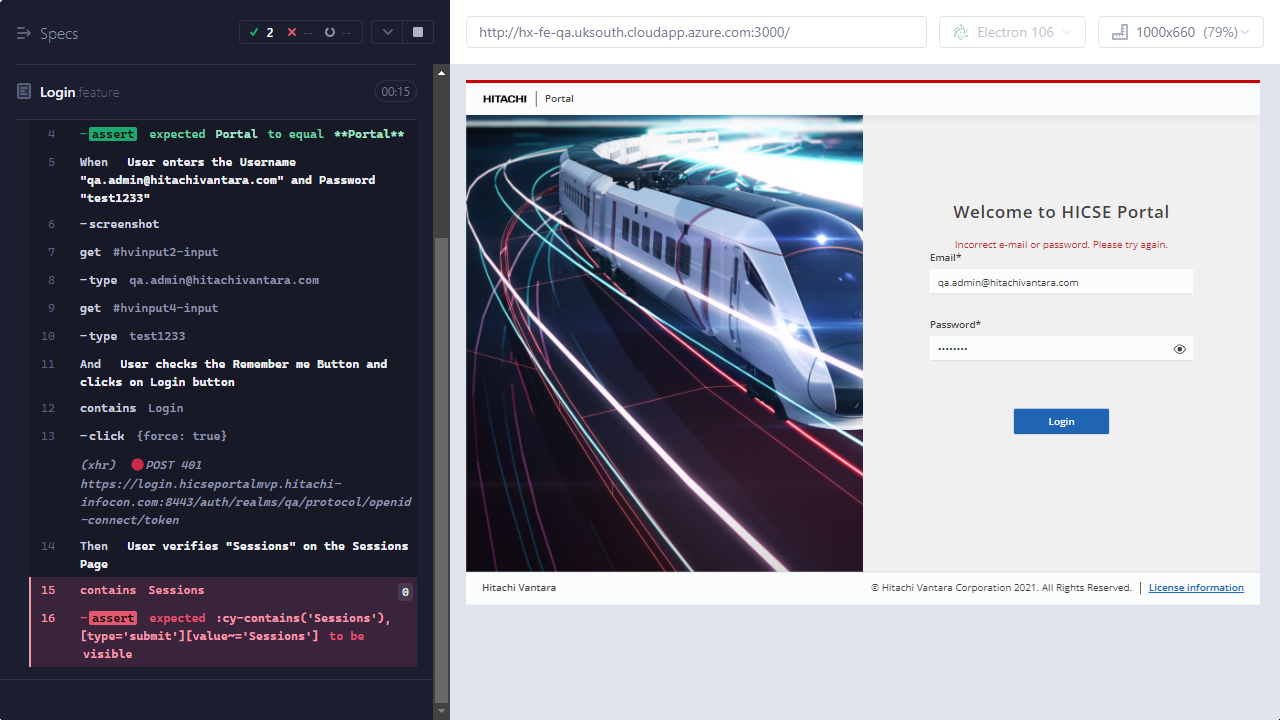 Specs
2
--
--
Login.feature
00:15
4 -assert expected Portal to equal **Portal**
5 When User enters the Username
"qa.admin@hitachivantara.com" and Password
"test1233"
6 -screenshot
7 get #hvinput2-input
8 -type qa.admin@hitachivantara.com
9 get #hvinput4-input
10 -type test1233
11 And User checks the Remember me Button and
clicks on Login button
12 contains Login
13 -click {force: true}
(xhr) POST 401
https://login.hicseportalmvp.hitachi-
infocon.com:8443/auth/realms/qa/protocol/openid
-connect/token
14 Then User verifies "Sessions" on the Sessions
Page
15 contains Sessions 0
16 -assert expected :cy-contains('Sessions'),
[type='submit'][value~='Sessions'] to be
visible
http://hx-fe-qa.uksouth.cloudapp.azure.com:3000/
Electron 106
1000x660 (79%)
HITACHI
Portal
Welcome to HICSE Portal
Incorrect e-mail or password. Please try again.
Email*
qa.admin@hitachivantara.com
Password*
••••••••
Login
Hitachi Vantara
© Hitachi Vantara Corporation 2021. All Rights Reserved.
License information